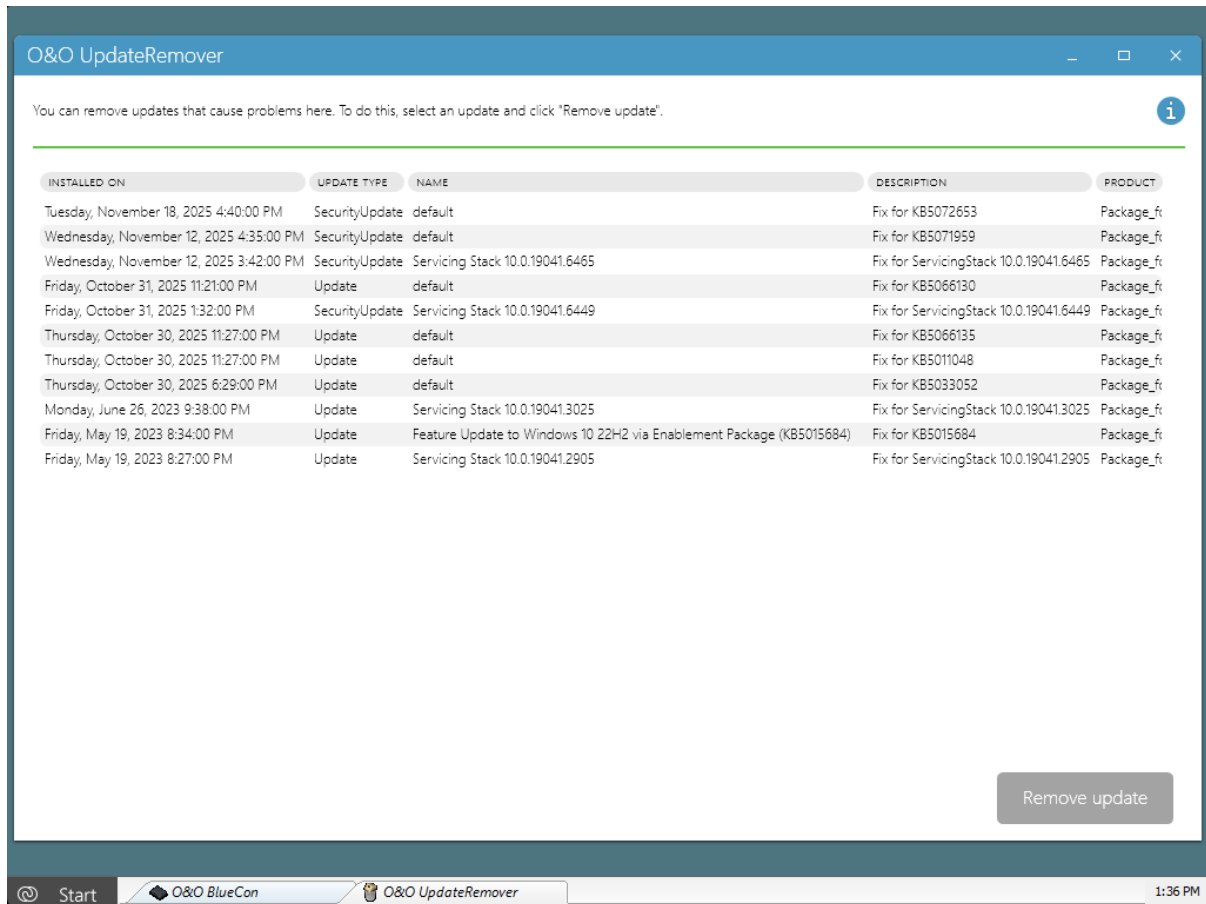 O&O UpdateRemover
You can remove updates that cause problems here. To do this, select an update and click "Remove update".
i
INSTALLED ON UPDATE TYPE NAME DESCRIPTION PRODUCT
Tuesday, November 18, 2025 4:40:00 PM SecurityUpdate default Fix for KB5072653 Package_fo
Wednesday, November 12, 2025 4:35:00 PM SecurityUpdate default Fix for KB5071959 Package_fo
Wednesday, November 12, 2025 3:42:00 PM SecurityUpdate Servicing Stack 10.0.19041.6465 Fix for ServicingStack 10.0.19041.6465 Package_fo
Friday, October 31, 2025 11:21:00 PM Update default Fix for KB5066130 Package_fo
Friday, October 31, 2025 1:32:00 PM SecurityUpdate Servicing Stack 10.0.19041.6449 Fix for ServicingStack 10.0.19041.6449 Package_fo
Thursday, October 30, 2025 11:27:00 PM Update default Fix for KB5066135 Package_fo
Thursday, October 30, 2025 11:27:00 PM Update default Fix for KB5011048 Package_fo
Thursday, October 30, 2025 6:29:00 PM Update default Fix for KB5033052 Package_fo
Monday, June 26, 2023 9:38:00 PM Update Servicing Stack 10.0.19041.3025 Fix for ServicingStack 10.0.19041.3025 Package_fo
Friday, May 19, 2023 8:34:00 PM Update Feature Update to Windows 10 22H2 via Enablement Package (KB5015684) Fix for KB5015684 Package_fo
Friday, May 19, 2023 8:27:00 PM Update Servicing Stack 10.0.19041.2905 Fix for ServicingStack 10.0.19041.2905 Package_fo
Remove update
Start O&O BlueCon O&O UpdateRemover 1:36 PM